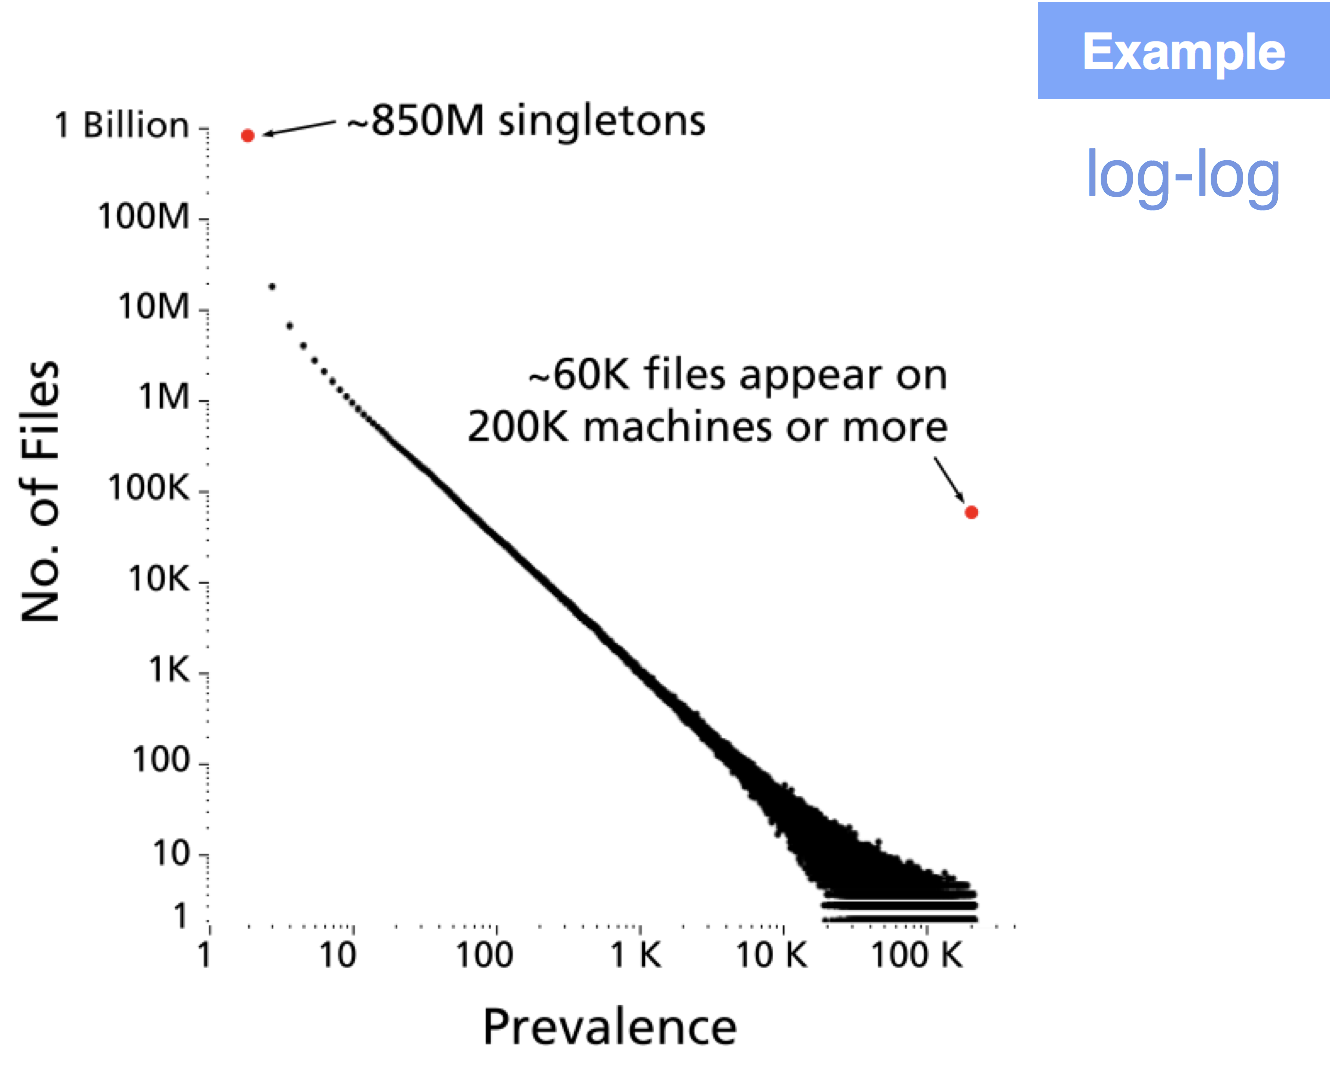 Example
log-log
1 Billion
~850M singletons
100M
10M
1M
100K
10K
1K
100
10
1
No. of Files
~60K files appear on
200K machines or more
1
10
100
1 K
10 K
100 K
Prevalence